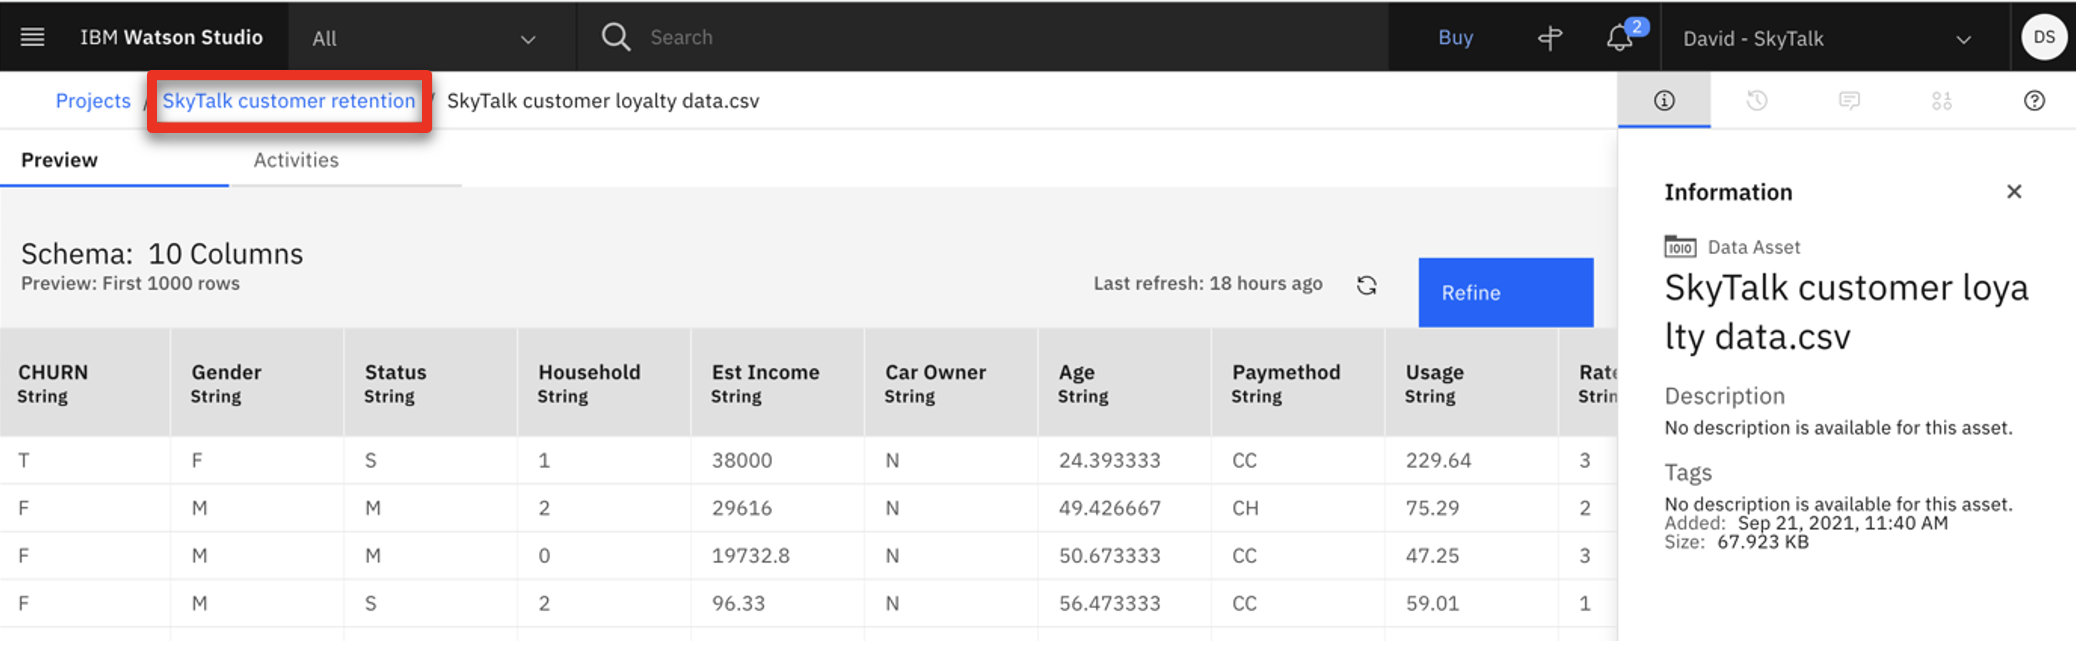 IBM Watson Studio
All
Search
Buy
2
David - SkyTalk
DS
Projects / SkyTalk customer retention / SkyTalk customer loyalty data.csv
Preview
Activities
Schema: 10 Columns
Preview: First 1000 rows
Last refresh: 18 hours ago
Refine
CHURN Gender Status Household Est Income Car Owner Age Paymethod Usage
String String String String String String String String String
T F S 1 38000 N 24.393333 CC 229.64 3
F M M 2 29616 N 49.426667 CH 75.29 2
F M M 0 19732.8 N 50.673333 CC 47.25 3
F M S 2 96.33 N 56.473333 CC 59.01 1
Information
1010 Data Asset
SkyTalk customer loya
lty data.csv
Description
No description is available for this asset.
Tags
No description is available for this asset.
Added: Sep 21, 2021, 11:40 AM
Size: 67.923 KB